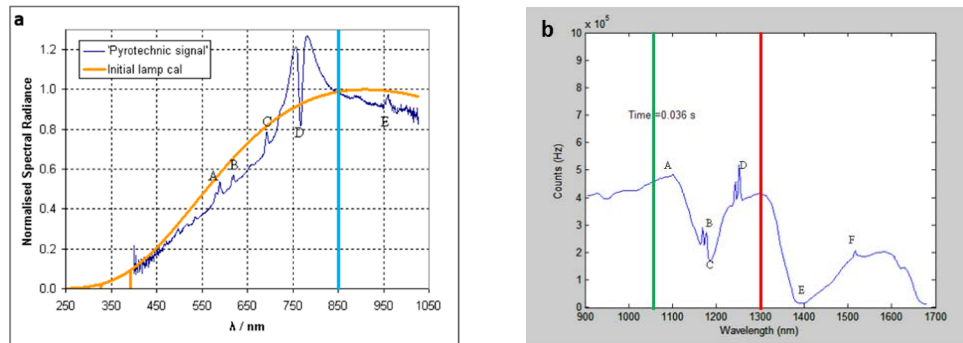 a
'Pyrotechnic signal'
Initial lamp cal
Normalised Spectral Radiance
1.2
1.0
0.8
0.6
0.4
0.2
0.0
A
B
C
D
E
250
350
450
550
650
750
850
950
1050
λ / nm
b
x 10⁵
10
9
8
7
6
5
4
3
2
1
0
Counts (Hz)
Time =0.036 s
A
B
C
D
E
F
900
1000
1100
1200
1300
1400
1500
1600
1700
Wavelength (nm)